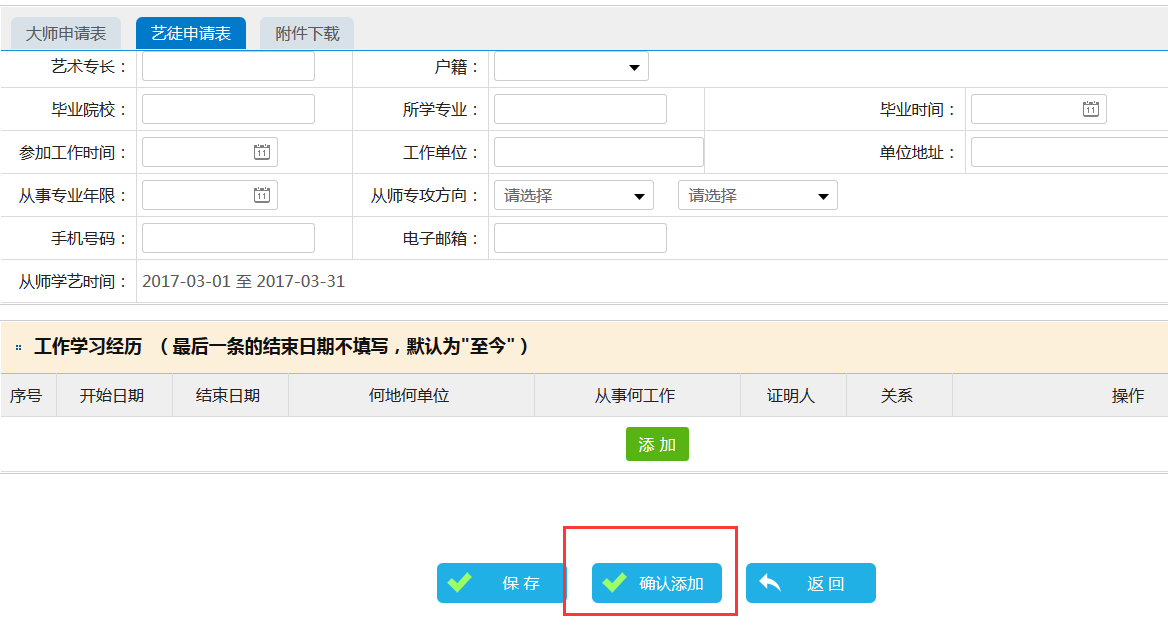 大师申请表 艺徒申请表 附件下载
艺术专长： 户籍：
毕业院校： 所学专业： 毕业时间： 11
参加工作时间： 11 工作单位： 单位地址：
从事专业年限： 11 从师专攻方向： 请选择 请选择
手机号码： 电子邮箱：
从师学艺时间： 2017-03-01 至 2017-03-31
工作学习经历 （最后一条的结束日期不填写，默认为"至今"）
序号 开始日期 结束日期 何地何单位 从事何工作 证明人 关系 操作
添 加
保 存 确认添加 返 回